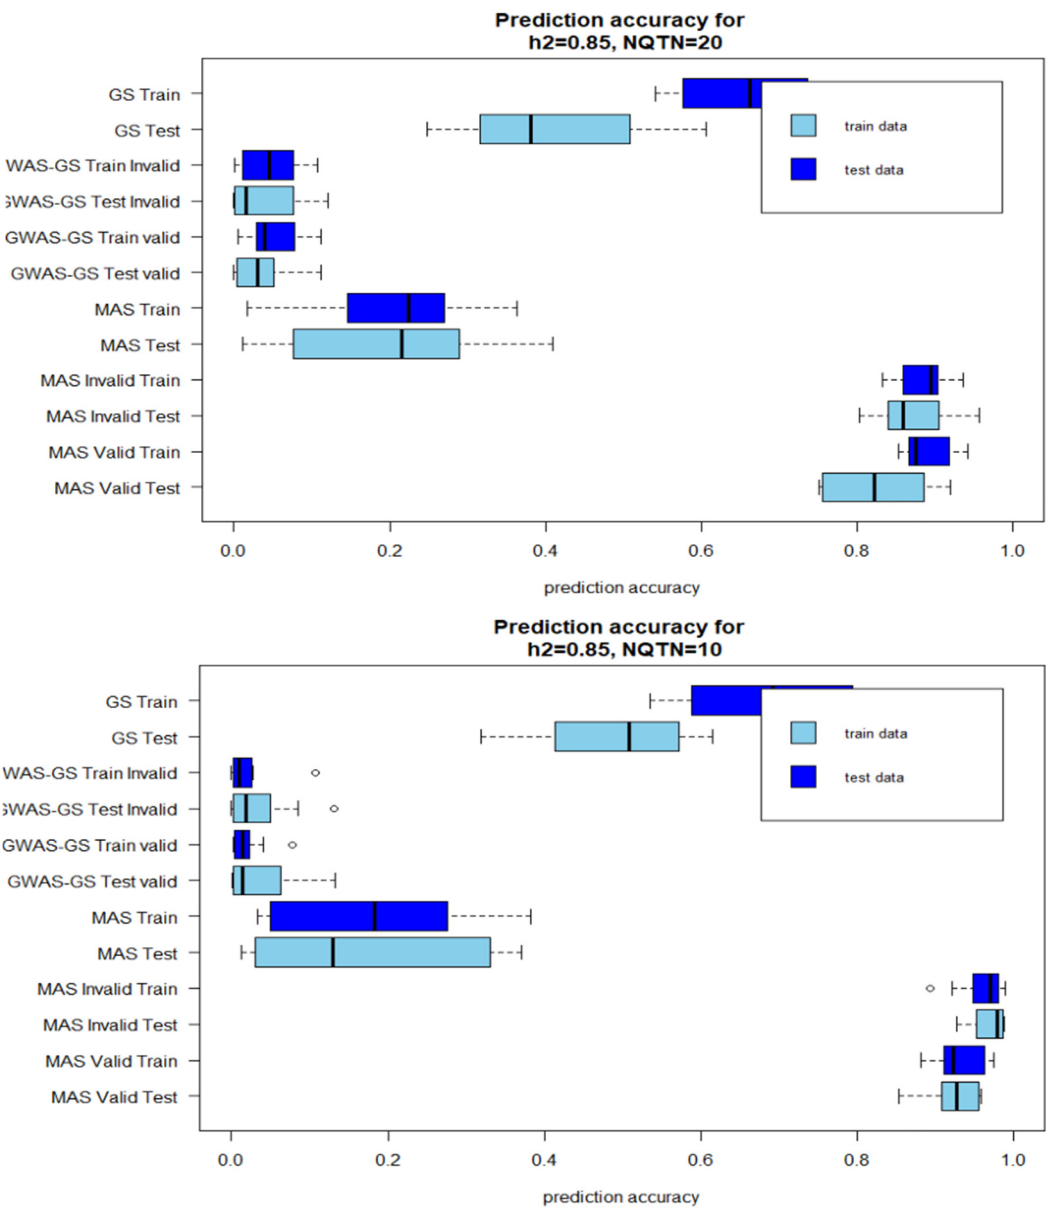 Prediction accuracy for
h2=0.85, NQTN=20
GS Train
GS Test
WAS-GS Train Invalid
WAS-GS Test Invalid
GWAS-GS Train valid
GWAS-GS Test valid
MAS Train
MAS Test
MAS Invalid Train
MAS Invalid Test
MAS Valid Train
MAS Valid Test
train data
test data
0.0 0.2 0.4 0.6 0.8 1.0
prediction accuracy
Prediction accuracy for
h2=0.85, NQTN=10
GS Train
GS Test
WAS-GS Train Invalid
WAS-GS Test Invalid
GWAS-GS Train valid
GWAS-GS Test valid
MAS Train
MAS Test
MAS Invalid Train
MAS Invalid Test
MAS Valid Train
MAS Valid Test
train data
test data
0.0 0.2 0.4 0.6 0.8 1.0
prediction accuracy